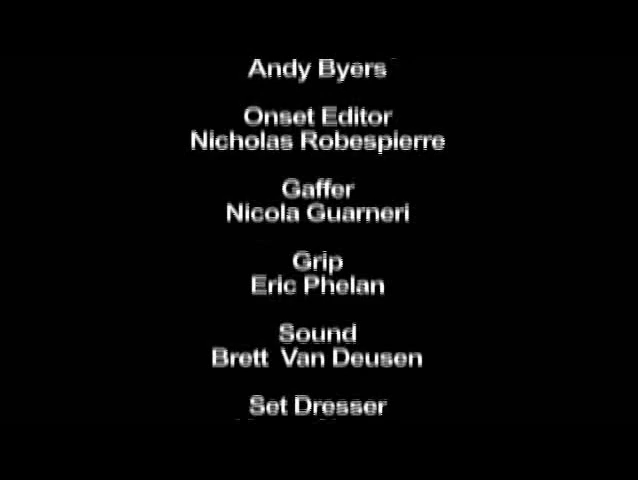 Andy Byers
Onset Editor
Nicholas Robespierre
Gaffer
Nicola Guarneri
Grip
Eric Phelan
Sound
Brett Van Deusen
Set Dresser